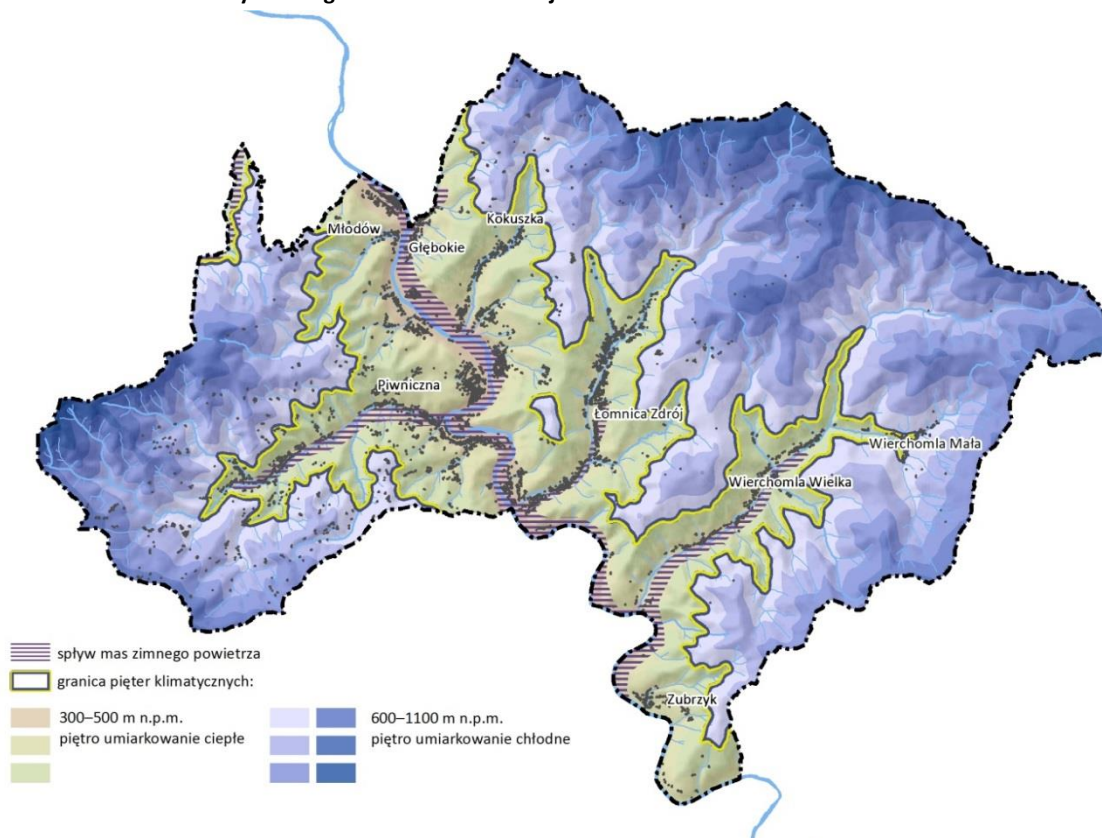 Młodów
Kokuszka
Głębokie
Piwniczna
Łomnica Zdrój
Wierchomla Mała
Wierchomla Wielka
Zubrzyk
spływ mas zimnego powietrza
granica pięter klimatycznych:
300–500 m n.p.m.
piętro umiarkowanie ciepłe
600–1100 m n.p.m.
piętro umiarkowanie chłodne